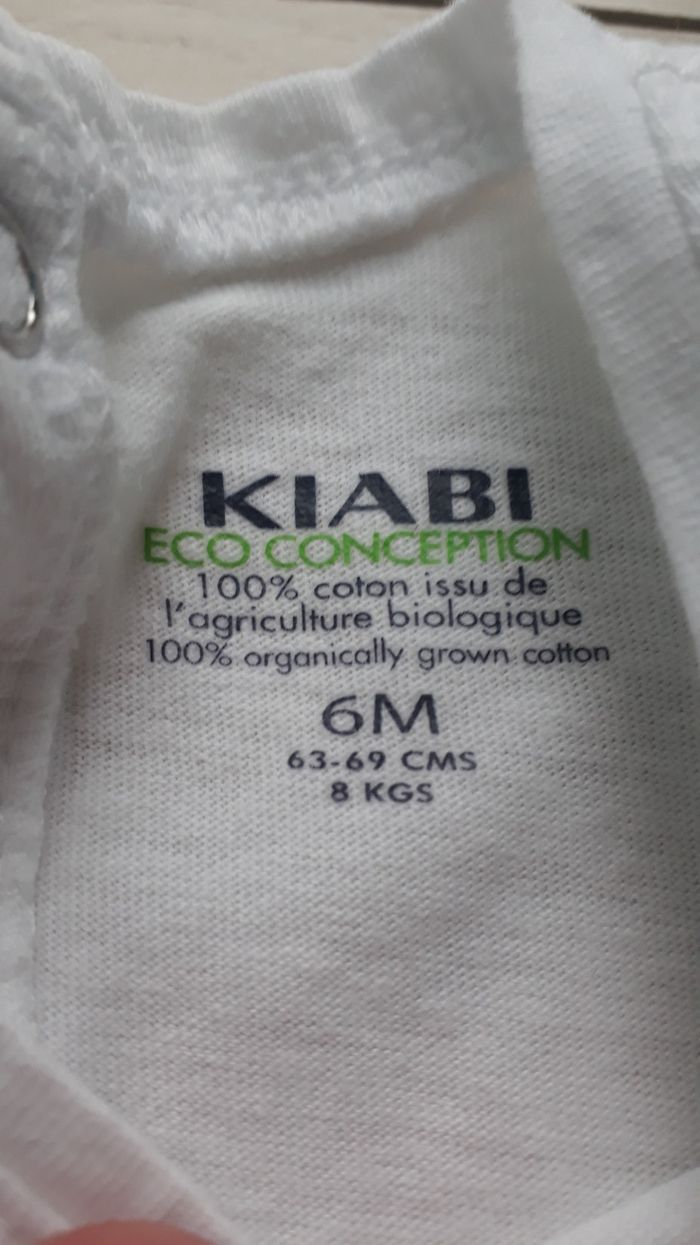 KIABI
ECO CONCEPTION
100% coton issu de
l'agriculture biologique
100% organically grown cotton
6M
63-69 CMS
8 KGS